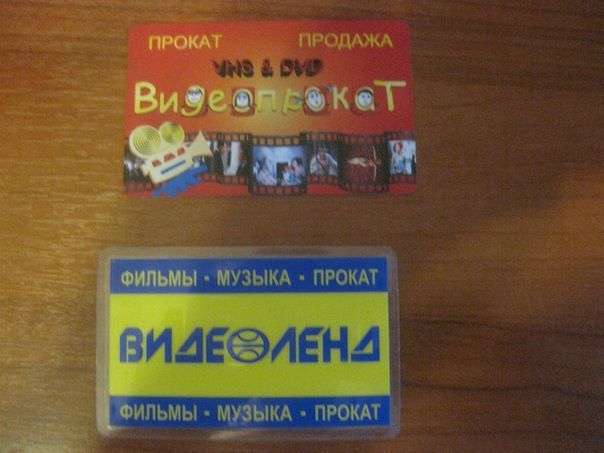 ПРОКАТ ПРОДАЖА
VHS & DVD
ВидеопрокаТ
ФИЛЬМЫ - МУЗЫКА - ПРОКАТ
ВИДЕОЛЕНД
ФИЛЬМЫ - МУЗЫКА - ПРОКАТ